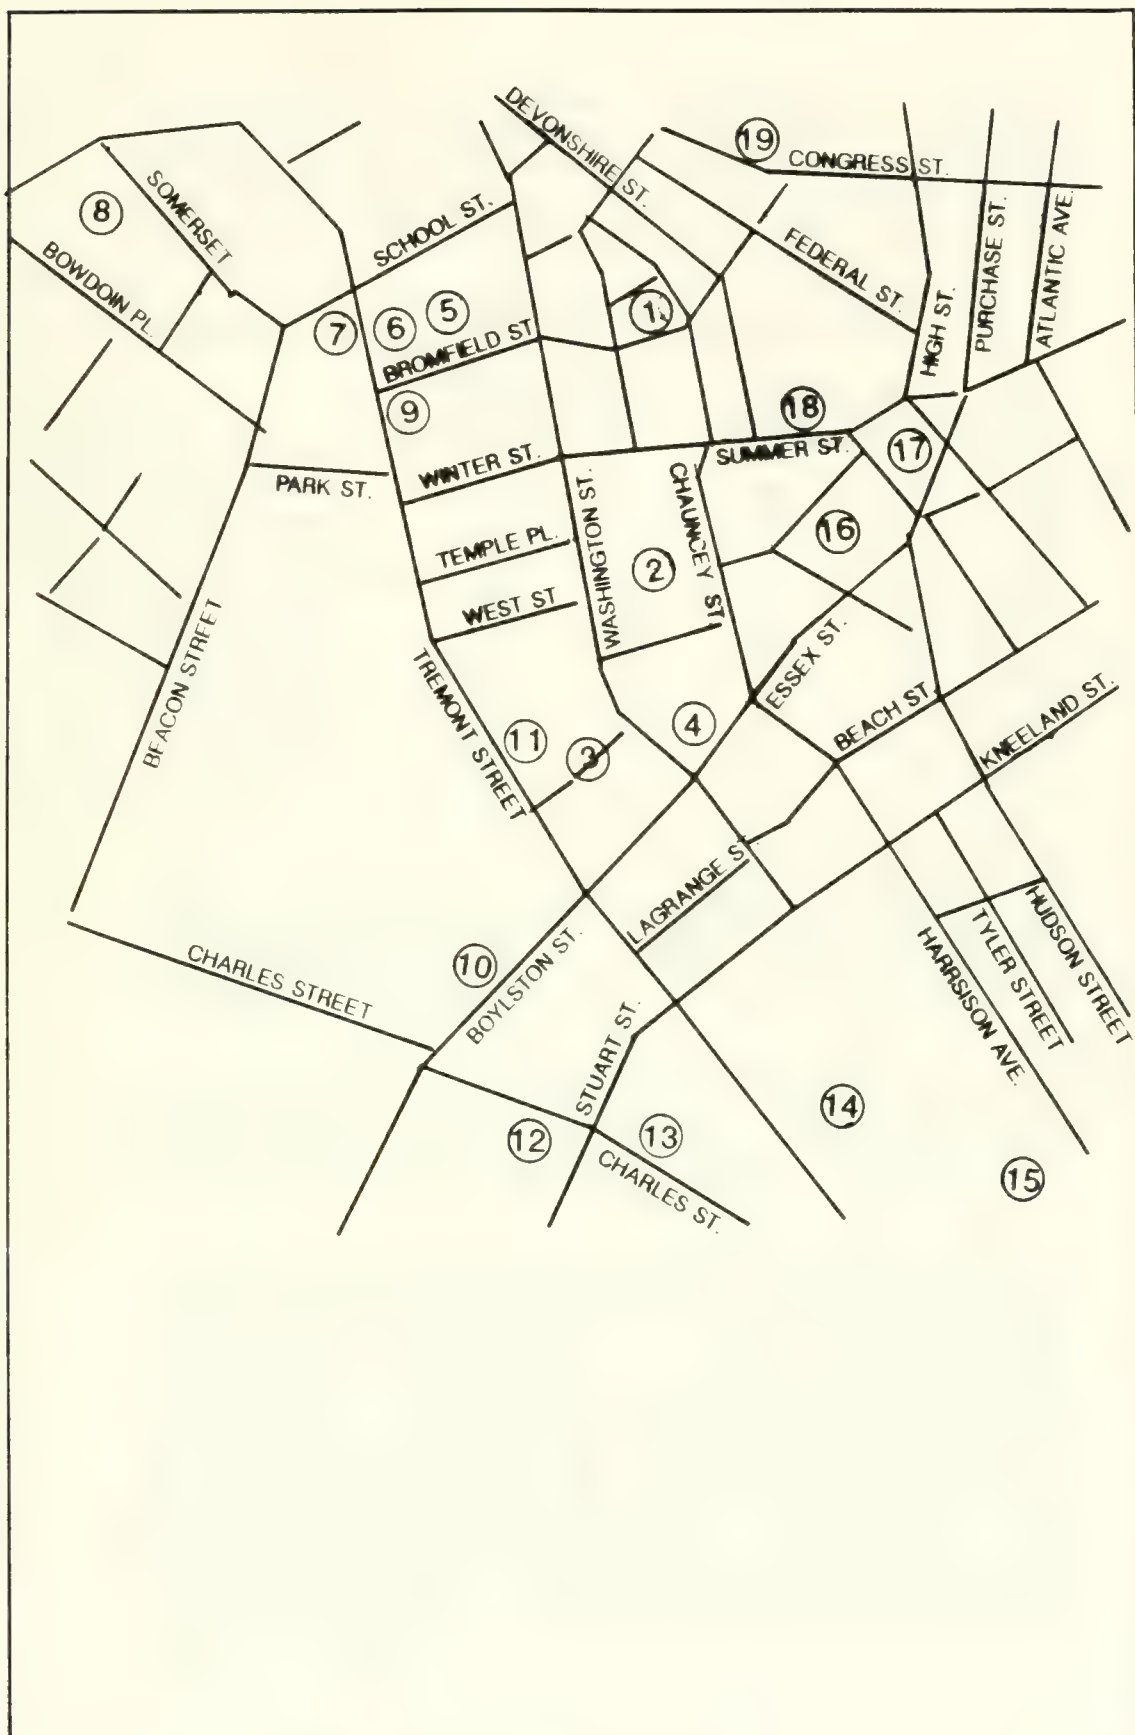 DEVONSHIRE ST.
19
CONGRESS ST.
SOMERSET
8
SCHOOL ST.
BOWDOIN PL.
FEDERAL ST.
HIGH ST.
PURCHASE ST.
ATLANTIC AVE.
7
6
5
1
BROMFIELD ST.
9
18
SUMMER ST.
17
WINTER ST.
PARK ST.
WASHINGTON ST.
CHAUNCEY ST.
16
TEMPLE PL.
2
WEST ST
BEACON STREET
TREMONT STREET
ESSEX ST.
BEACH ST.
KNEELAND ST.
11
3
4
LAGRANGE S
CHARLES STREET
10
BOYLSTON ST.
HARRSISON AVE.
TYLER STREET
HUDSON STREET
STUART ST.
12
13
CHARLES ST.
14
15